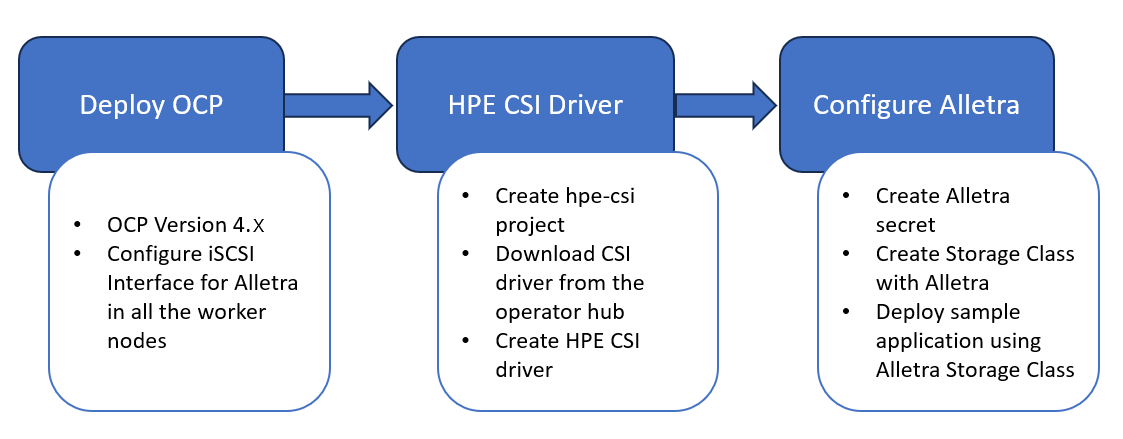 Deploy OCP
• OCP Version 4.x
• Configure iSCSI
Interface for Alletra
in all the worker
nodes
HPE CSI Driver
• Create hpe-csi
project
• Download CSI
driver from the
operator hub
• Create HPE CSI
driver
Configure Alletra
• Create Alletra
secret
• Create Storage Class
with Alletra
• Deploy sample
application using
Alletra Storage Class